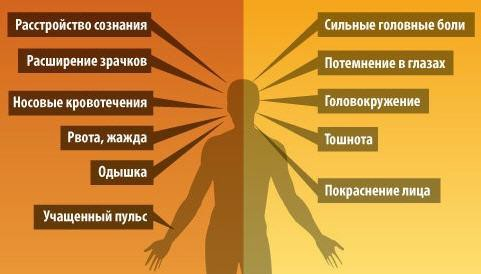 Расстройство сознания
Расширение зрачков
Носовые кровотечения
Рвота, жажда
Одышка
Учащенный пульс
Сильные головные боли
Потемнение в глазах
Головокружение
Тошнота
Покраснение лица